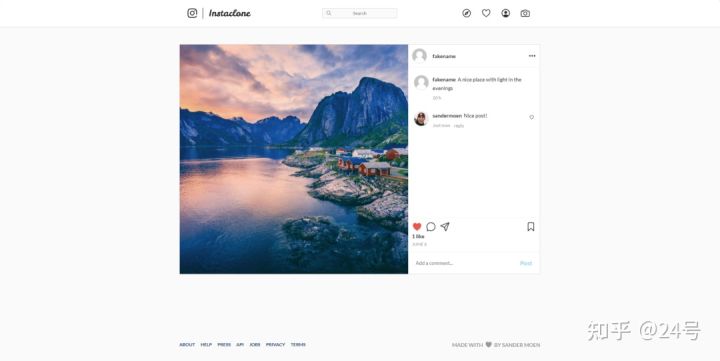 Instaclone
Search
fakename
fakename A nice place with light in the
evenings
sandermoen Nice post!
Just now · reply
1 like
JUNE 3
Add a comment...
Post
ABOUT HELP PRESS API JOBS PRIVACY TERMS
MADE WITH BY SANDER MOEN
知乎 @24号